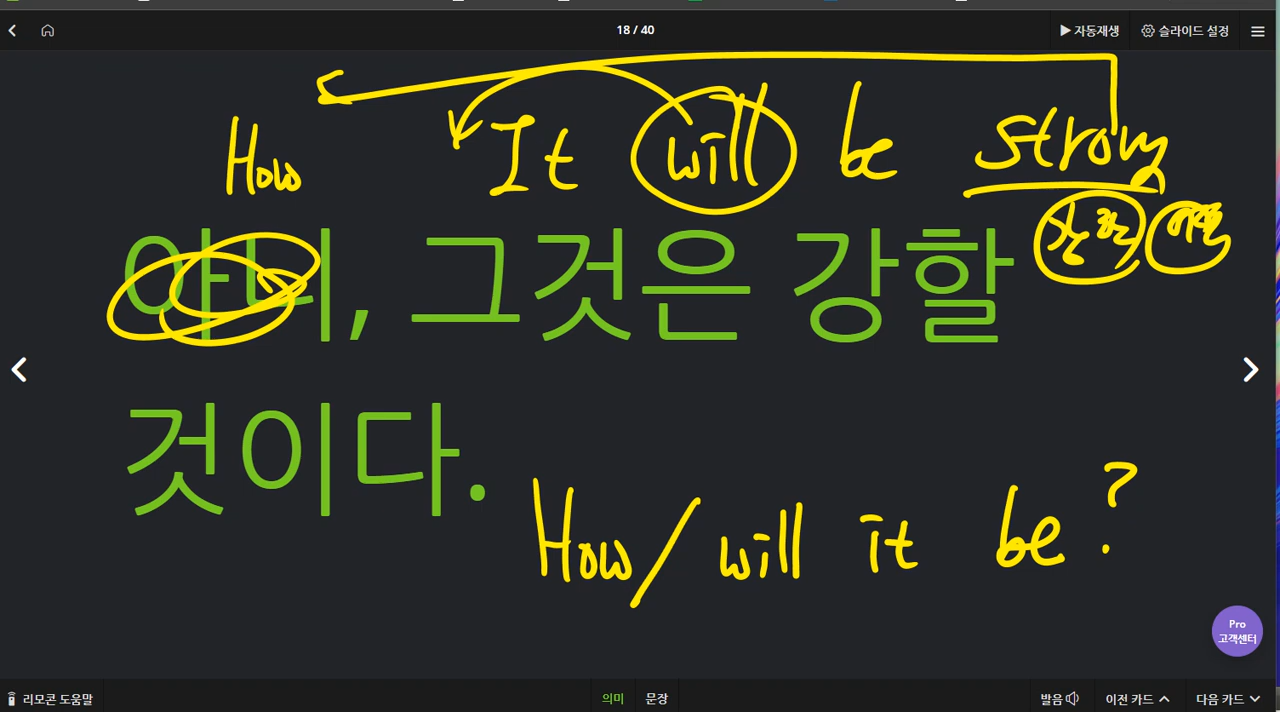 18 / 40
자동재생
슬라이드 설정
How It will be strong
아니, 그것은 강할
것이다.
How / will it be ?
Pro
고객센터
리모콘 도움말
의미
문장
발음
이전 카드
다음 카드